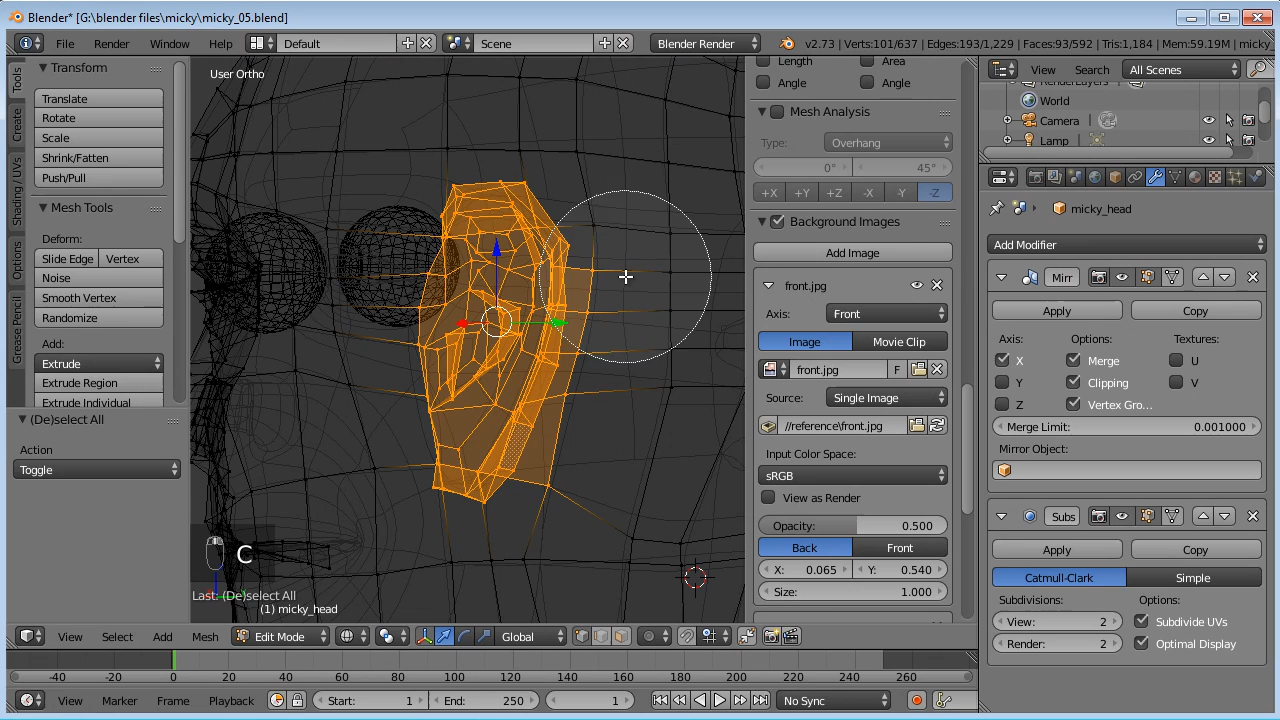 Blender* [G:\blender files\micky\micky_05.blend]
File Render Window Help Default Scene Blender Render v2.73 | Verts:101/637 | Edges:193/1,229 | Faces:93/592 | Tris:1,184 | Mem:59.19M | micky_
Tools
Create
Shading / UVs
Options
Grease Pencil
Transform
Translate
Rotate
Scale
Shrink/Fatten
Push/Pull
Mesh Tools
Deform:
Slide Edge Vertex
Noise
Smooth Vertex
Randomize
Add:
Extrude
Extrude Region
Extrude Individual
(De)select All
Action
Toggle
User Ortho
C
Last: (De)select All
(1) micky_head
Length Area
Angle Angle
Mesh Analysis
Type: Overhang
0° 45°
+X +Y +Z -X -Y -Z
Background Images
Add Image
front.jpg
Axis: Front
Image Movie Clip
front.jpg F
Source: Single Image
//reference\front.jpg
Input Color Space:
sRGB
View as Render
Opacity: 0.500
Back Front
X: 0.065 Y: 0.540
Size: 1.000
View Select Add Mesh Edit Mode Global
-40 -20 0 20 40 60 80 100 120 140 160 180 200 220 240 260
View Marker Frame Playback Start: 1 End: 250 1 No Sync
View Search All Scenes
RenderLayers
World
Camera
Lamp
micky_head
Add Modifier
Mirr
Apply Copy
Axis: Options: Textures:
X Merge U
Y Clipping V
Z Vertex Gro...
Merge Limit: 0.001000
Mirror Object:
Subs
Apply Copy
Catmull-Clark Simple
Subdivisions: Options:
View: 2 Subdivide UVs
Render: 2 Optimal Display